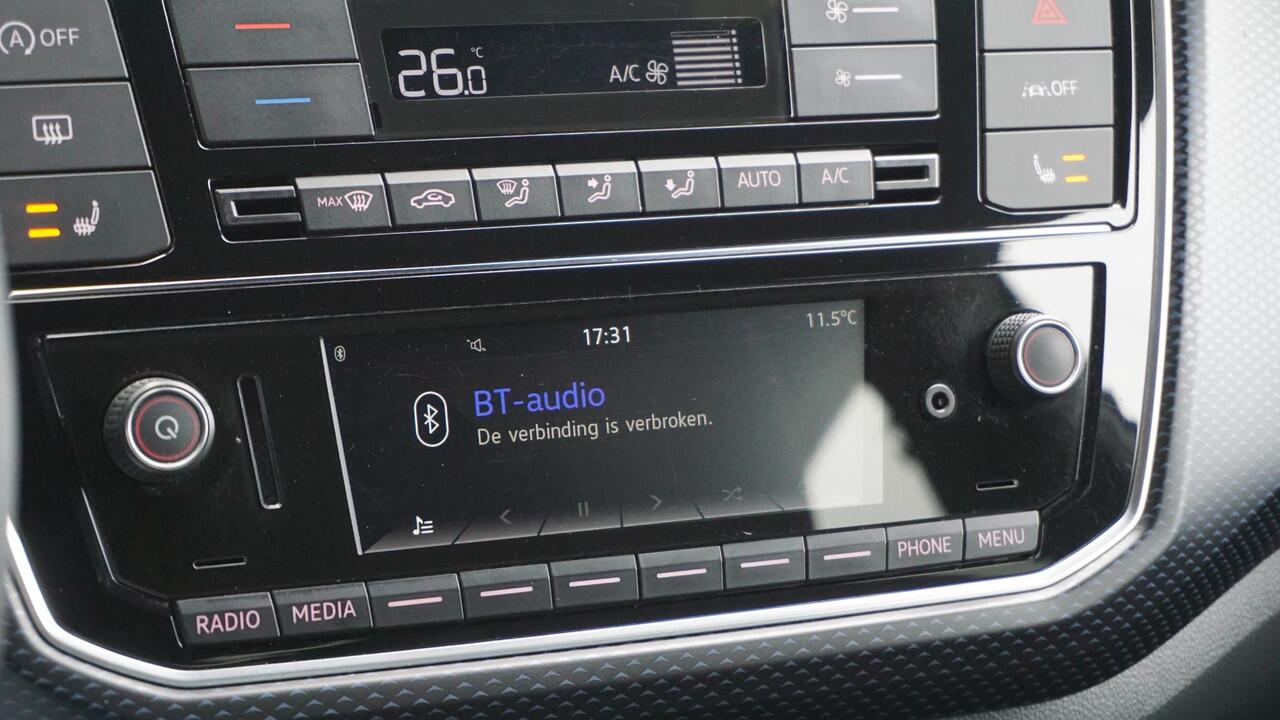 A OFF
26.0 °C
A/C
OFF
MAX
AUTO
A/C
17:31
11.5°C
BT-audio
De verbinding is verbroken.
RADIO
MEDIA
PHONE
MENU